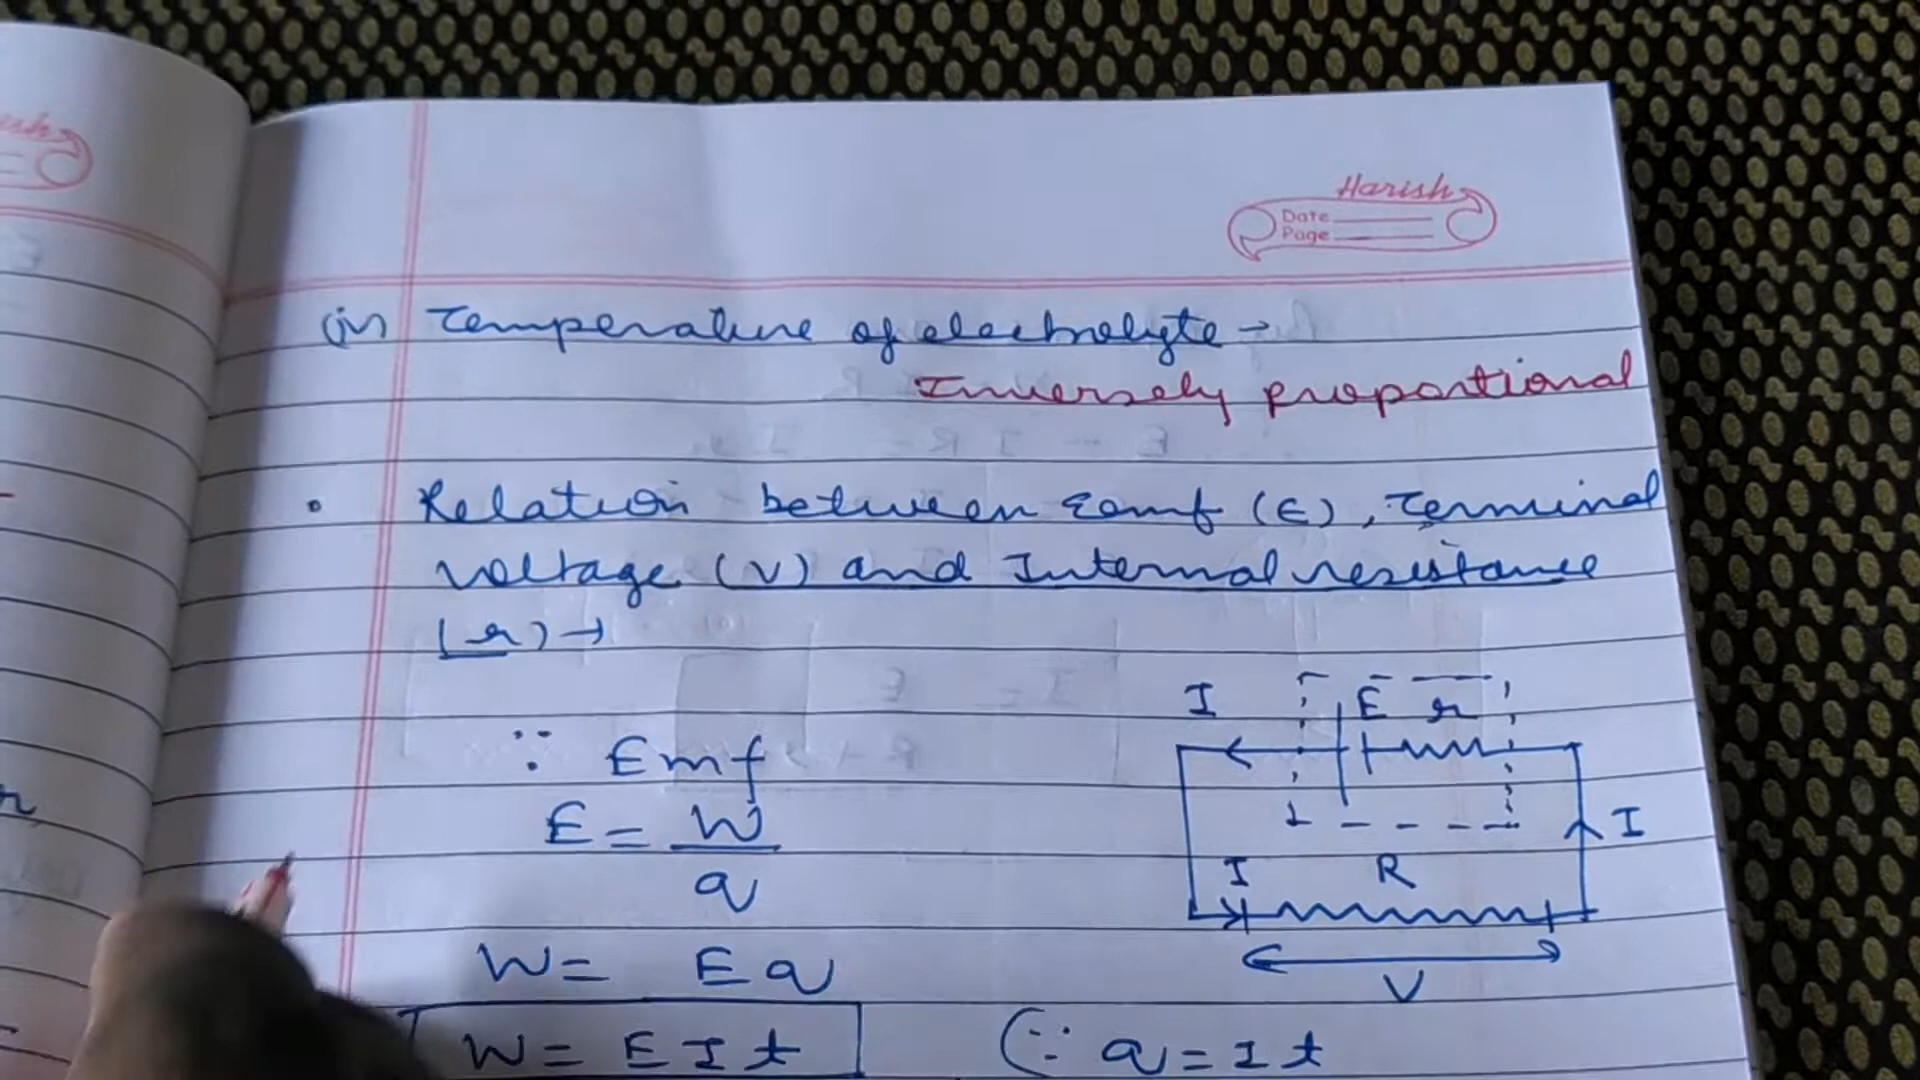 Harish
Date
Page
(iv) Temperature of electrolyte →
Inversely proportional
• Relation between Eemf (E), Terminal
voltage (V) and Internal resistance
(r) →
∵ Emf
E = W
q
W = Eq
W = EIt (∵ q = It
I E r
I
I R
V